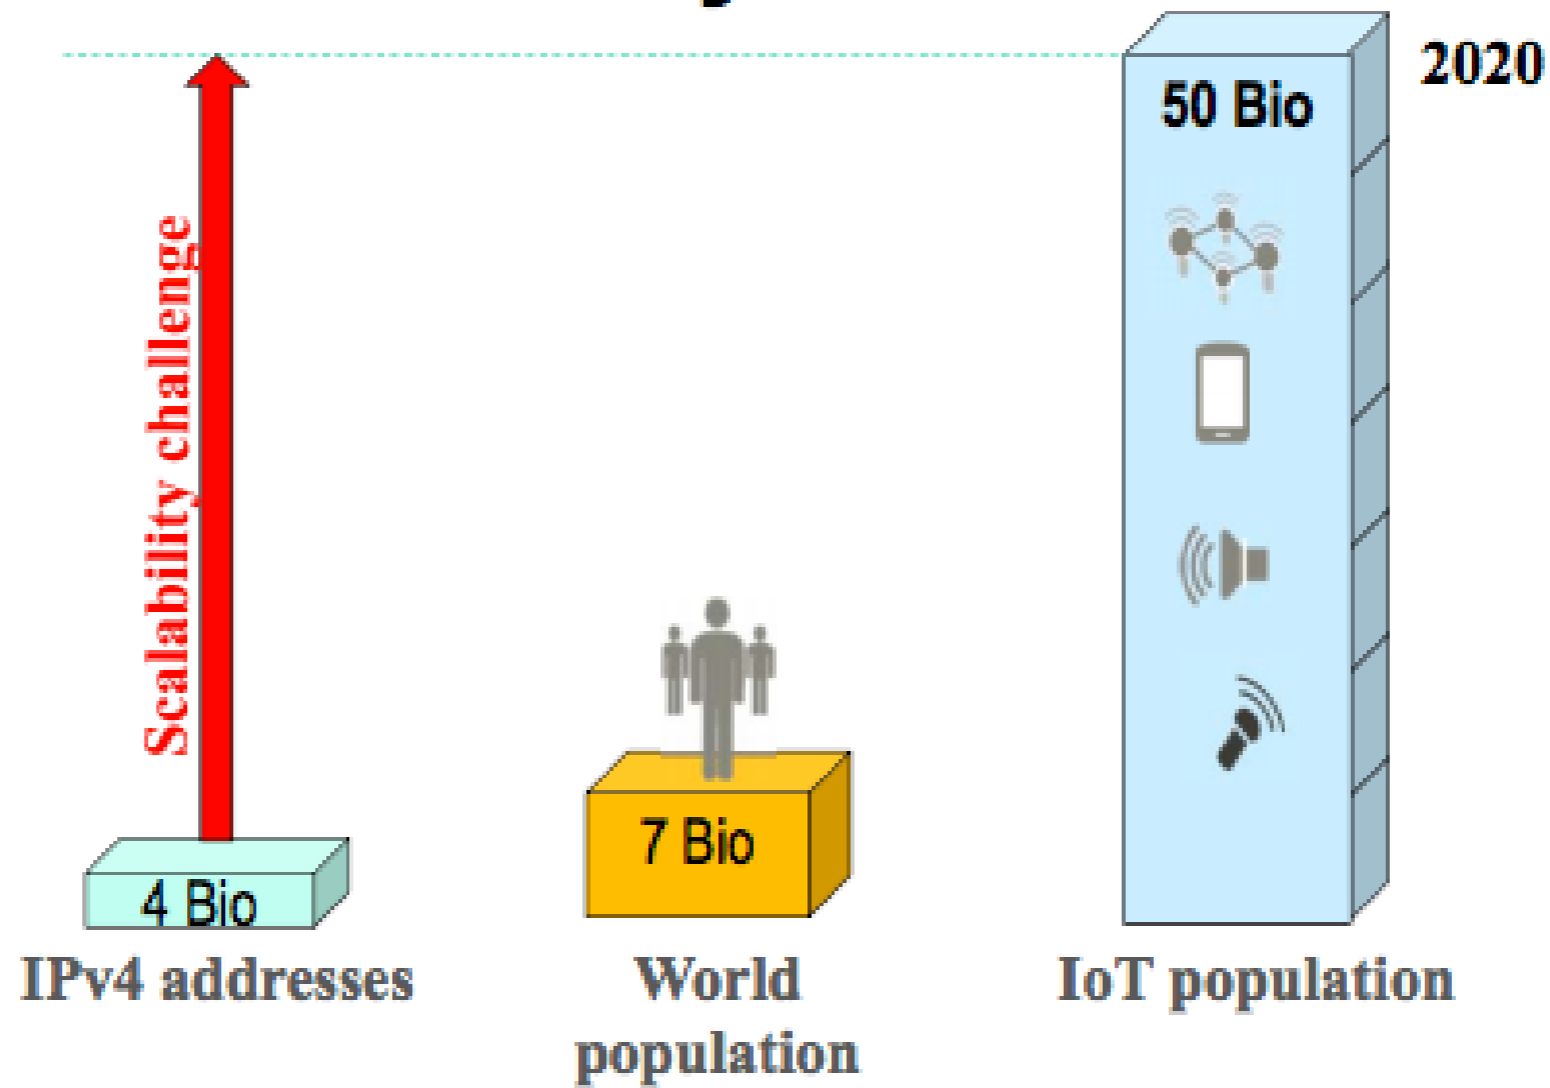 2020
50 Bio
Scalability challenge
7 Bio
4 Bio
IPv4 addresses
World
population
IoT population